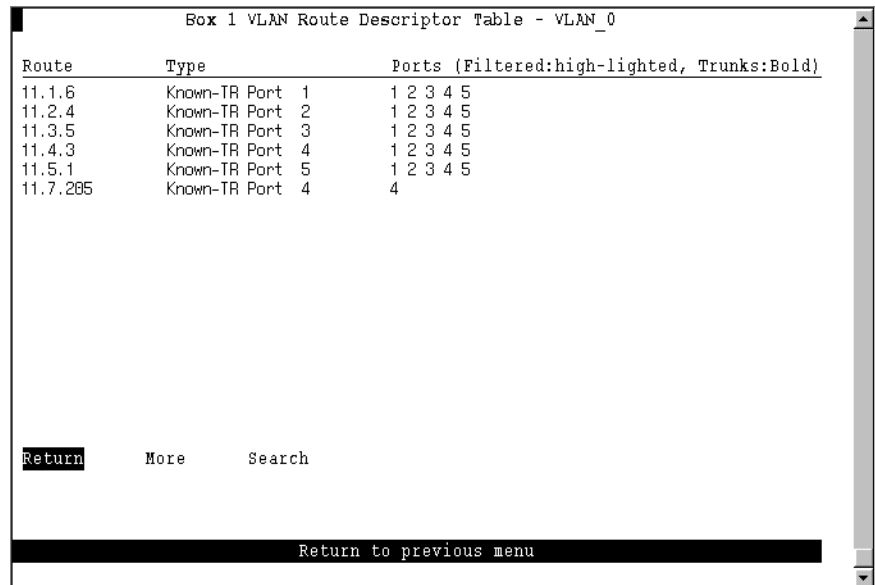 Box 1 VLAN Route Descriptor Table - VLAN_0
Route Type Ports (Filtered:high-lighted, Trunks:Bold)
11.1.6 Known-TR Port 1 1 2 3 4 5
11.2.4 Known-TR Port 2 1 2 3 4 5
11.3.5 Known-TR Port 3 1 2 3 4 5
11.4.3 Known-TR Port 4 1 2 3 4 5
11.5.1 Known-TR Port 5 1 2 3 4 5
11.7.205 Known-TR Port 4 4
Return More Search
Return to previous menu